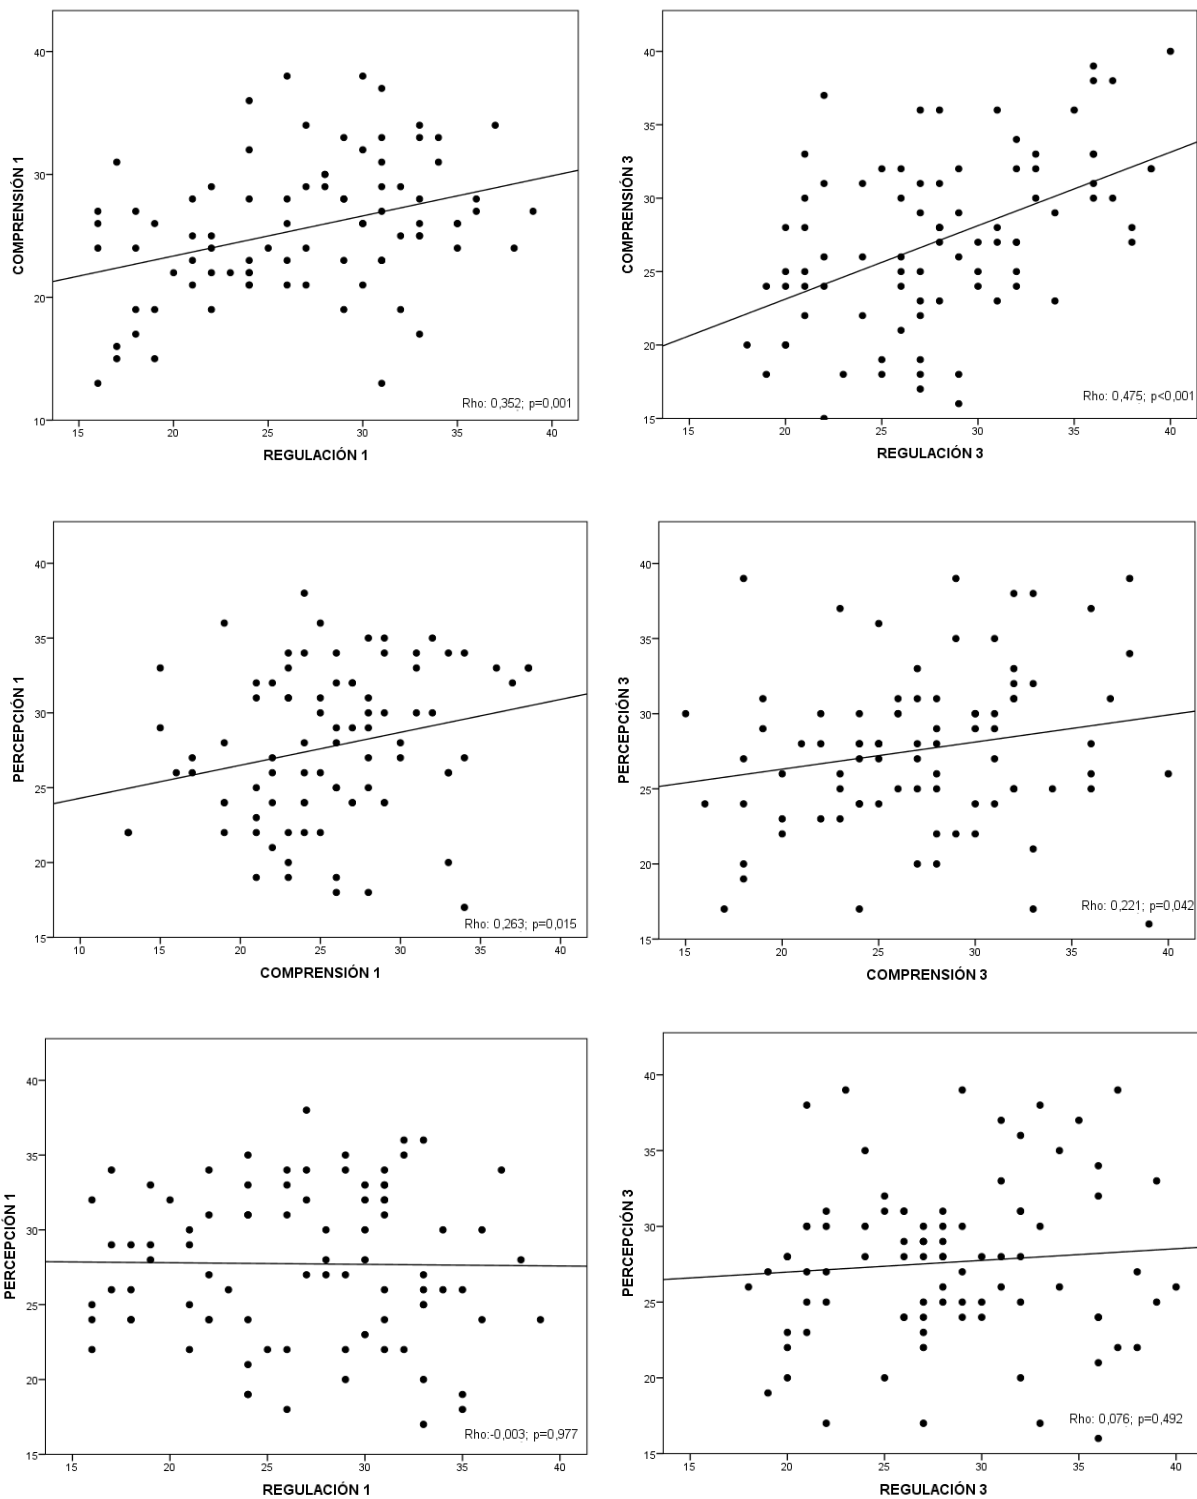 40
30
20
10
COMPRENSIÓN 1
Rho: 0,352; p=0,001
15 20 25 30 35 40
REGULACIÓN 1
40
35
30
25
20
15
COMPRENSIÓN 3
Rho: 0,475; p<0,001
15 20 25 30 35 40
REGULACIÓN 3
40
35
30
25
20
15
PERCEPCIÓN 1
Rho: 0,263; p=0,015
10 15 20 25 30 35 40
COMPRENSIÓN 1
40
35
30
25
20
15
PERCEPCIÓN 3
Rho: 0,221; p=0,042
15 20 25 30 35 40
COMPRENSIÓN 3
40
35
30
25
20
15
PERCEPCIÓN 1
Rho:-0,003; p=0,977
15 20 25 30 35 40
REGULACIÓN 1
40
35
30
25
20
15
PERCEPCIÓN 3
Rho: 0,076; p=0,492
15 20 25 30 35 40
REGULACIÓN 3